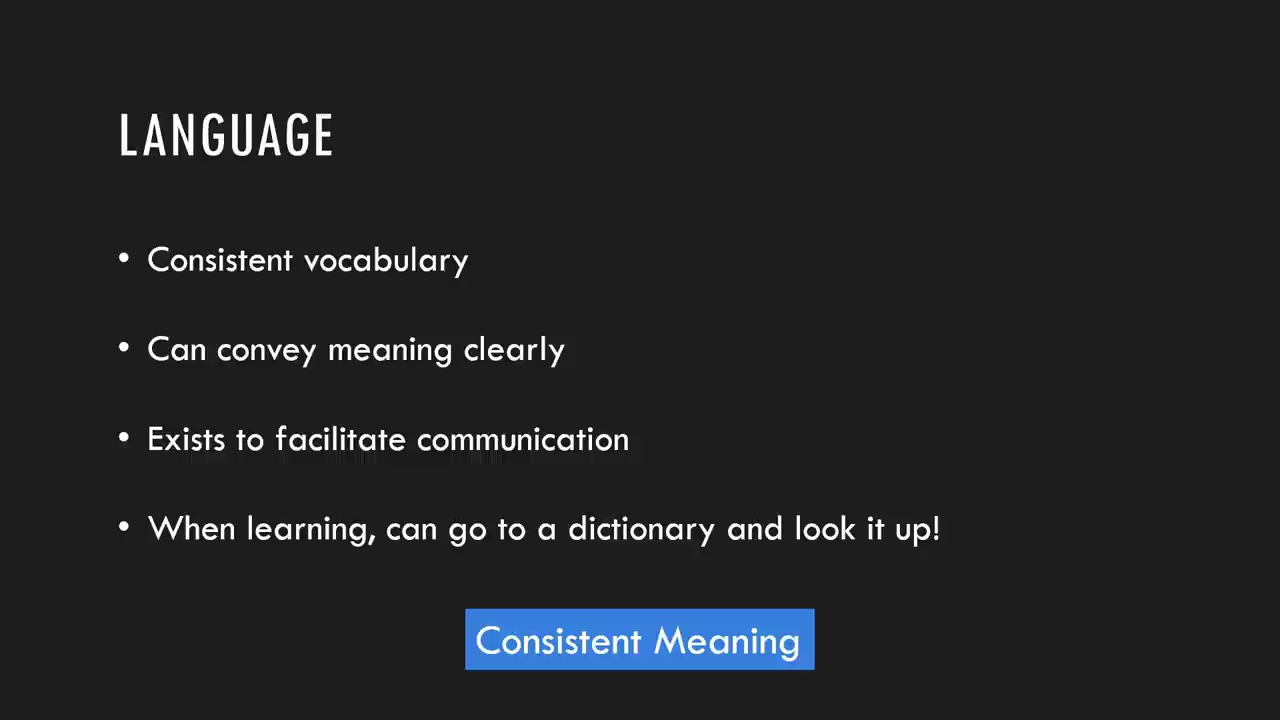 LANGUAGE
• Consistent vocabulary
• Can convey meaning clearly
• Exists to facilitate communication
• When learning, can go to a dictionary and look it up!
Consistent Meaning